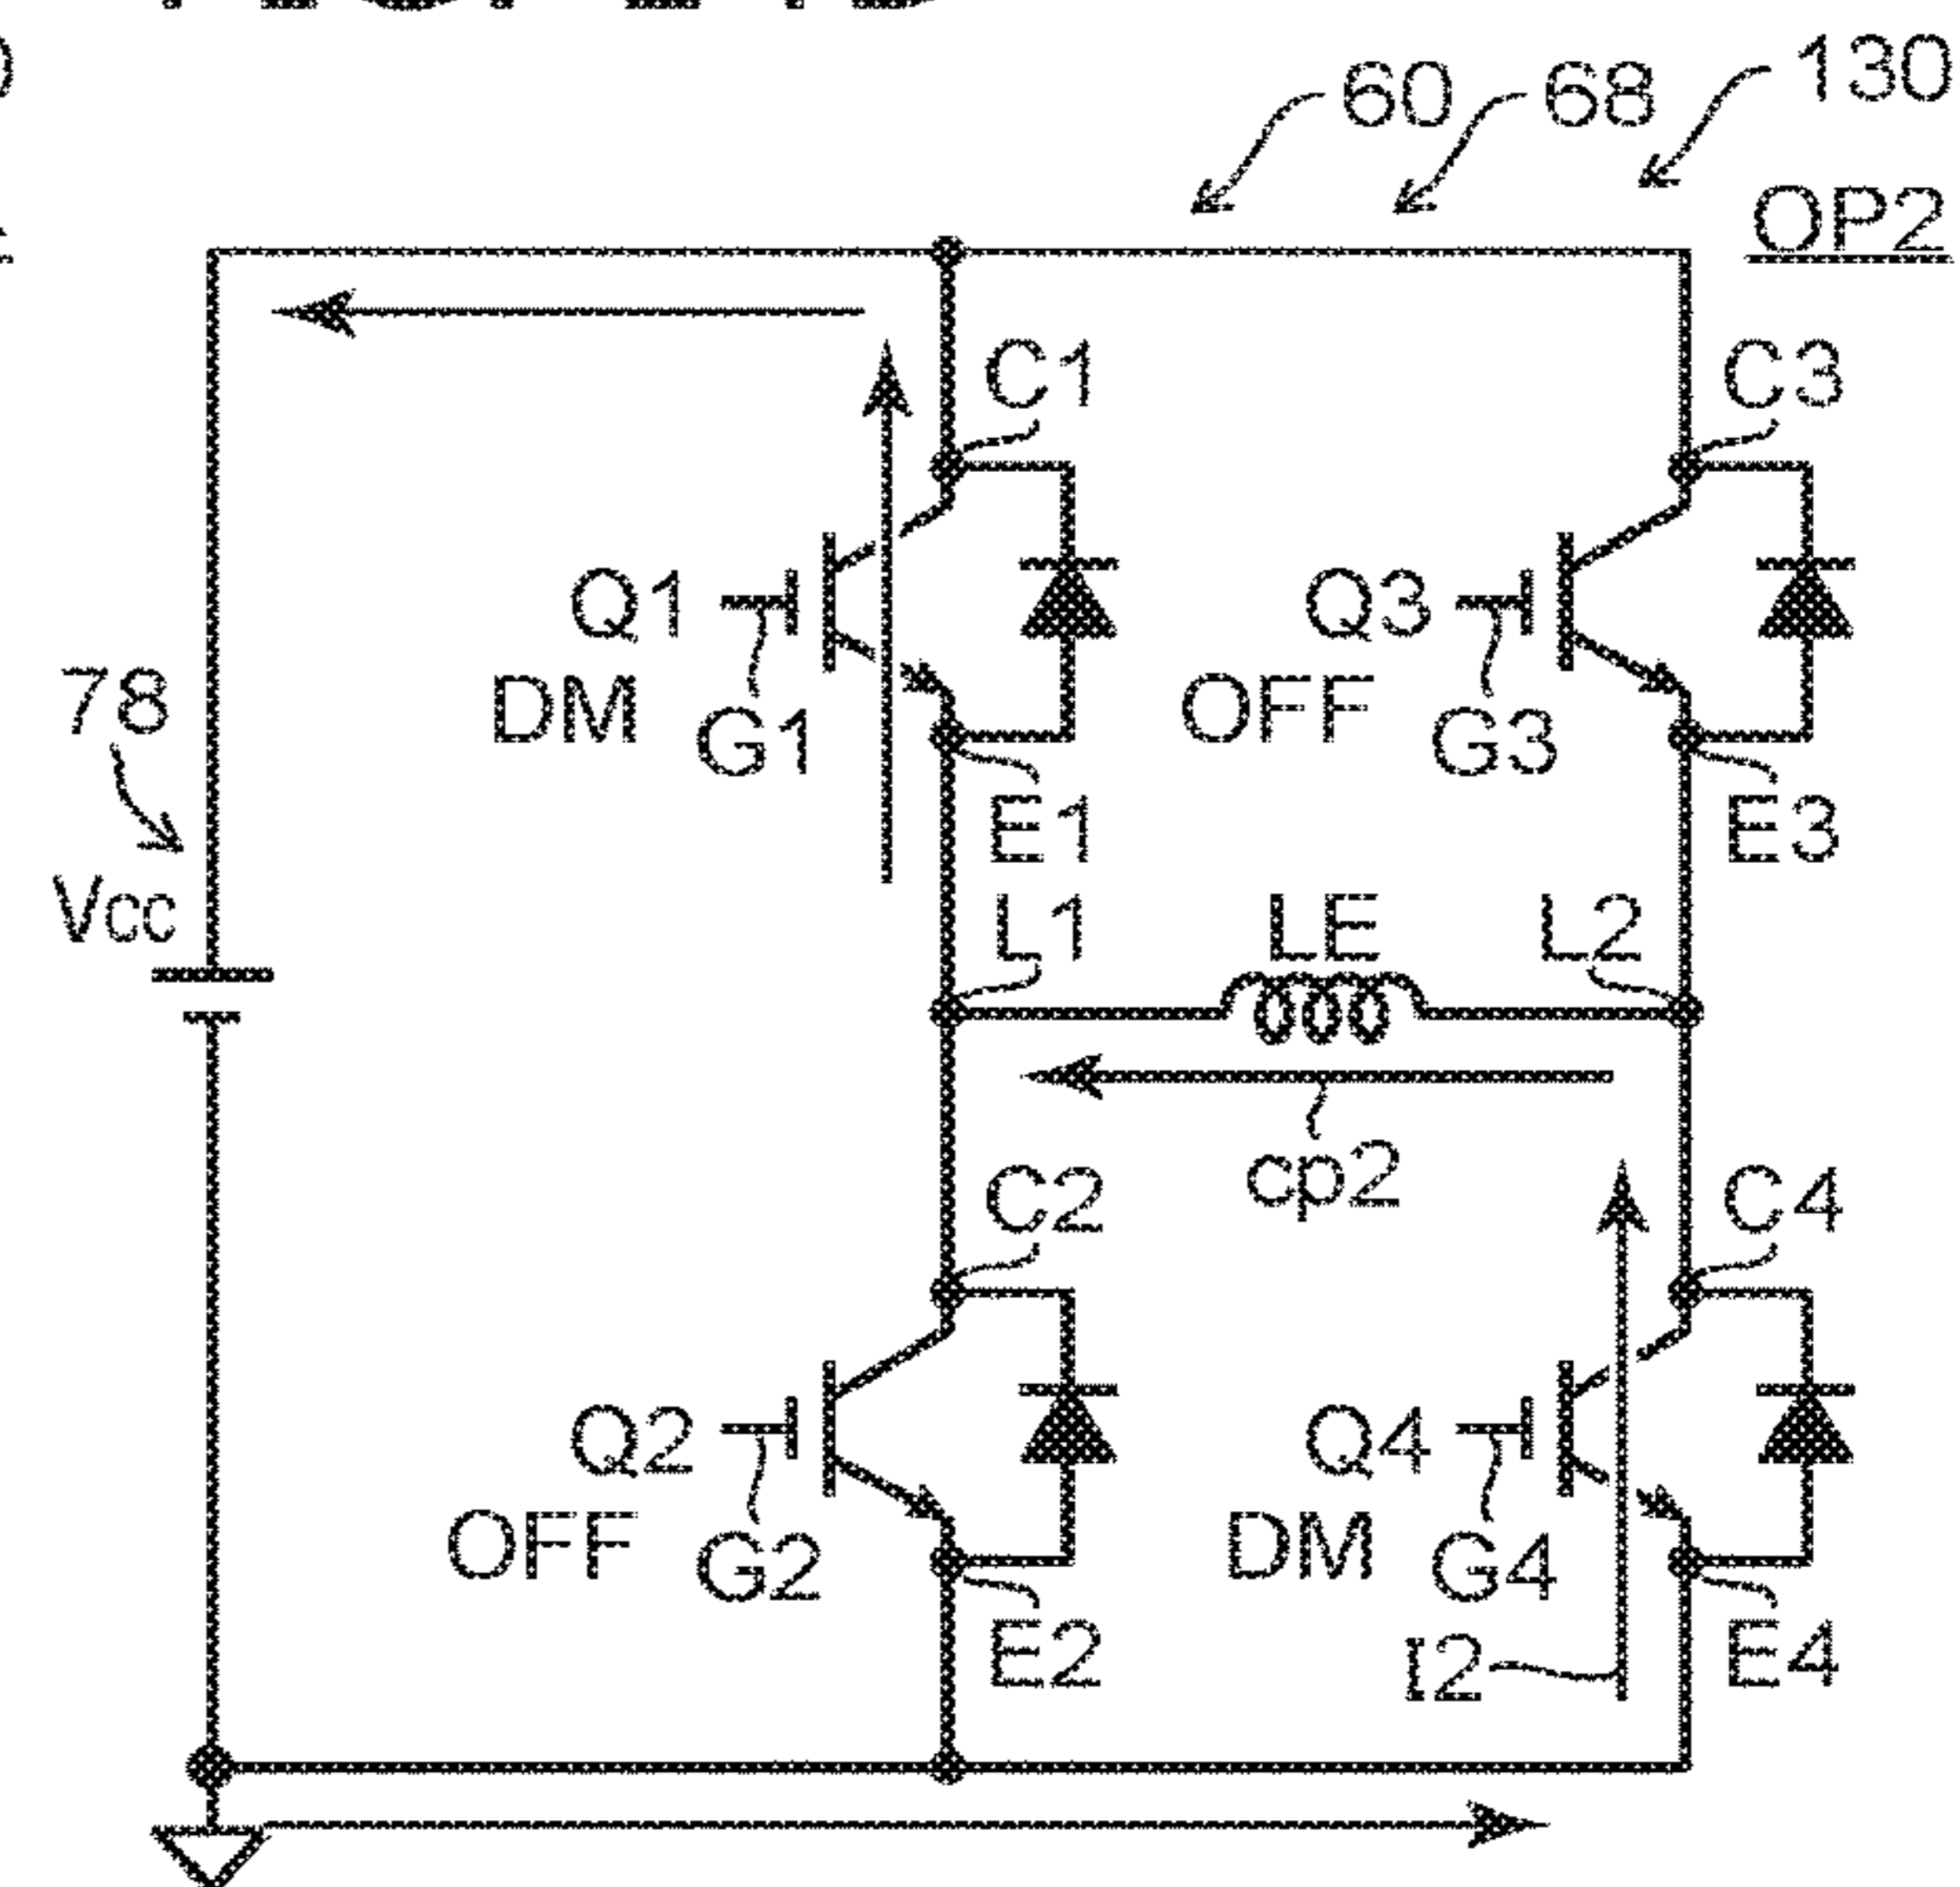 60 68 130
OP2
C1 C3
Q1 Q3
DM G1 OFF G3
78
E1 E3
Vcc
L1 LE L2
cp2
C2 C4
Q2 Q4
OFF G2 DM G4
E2 I2 E4